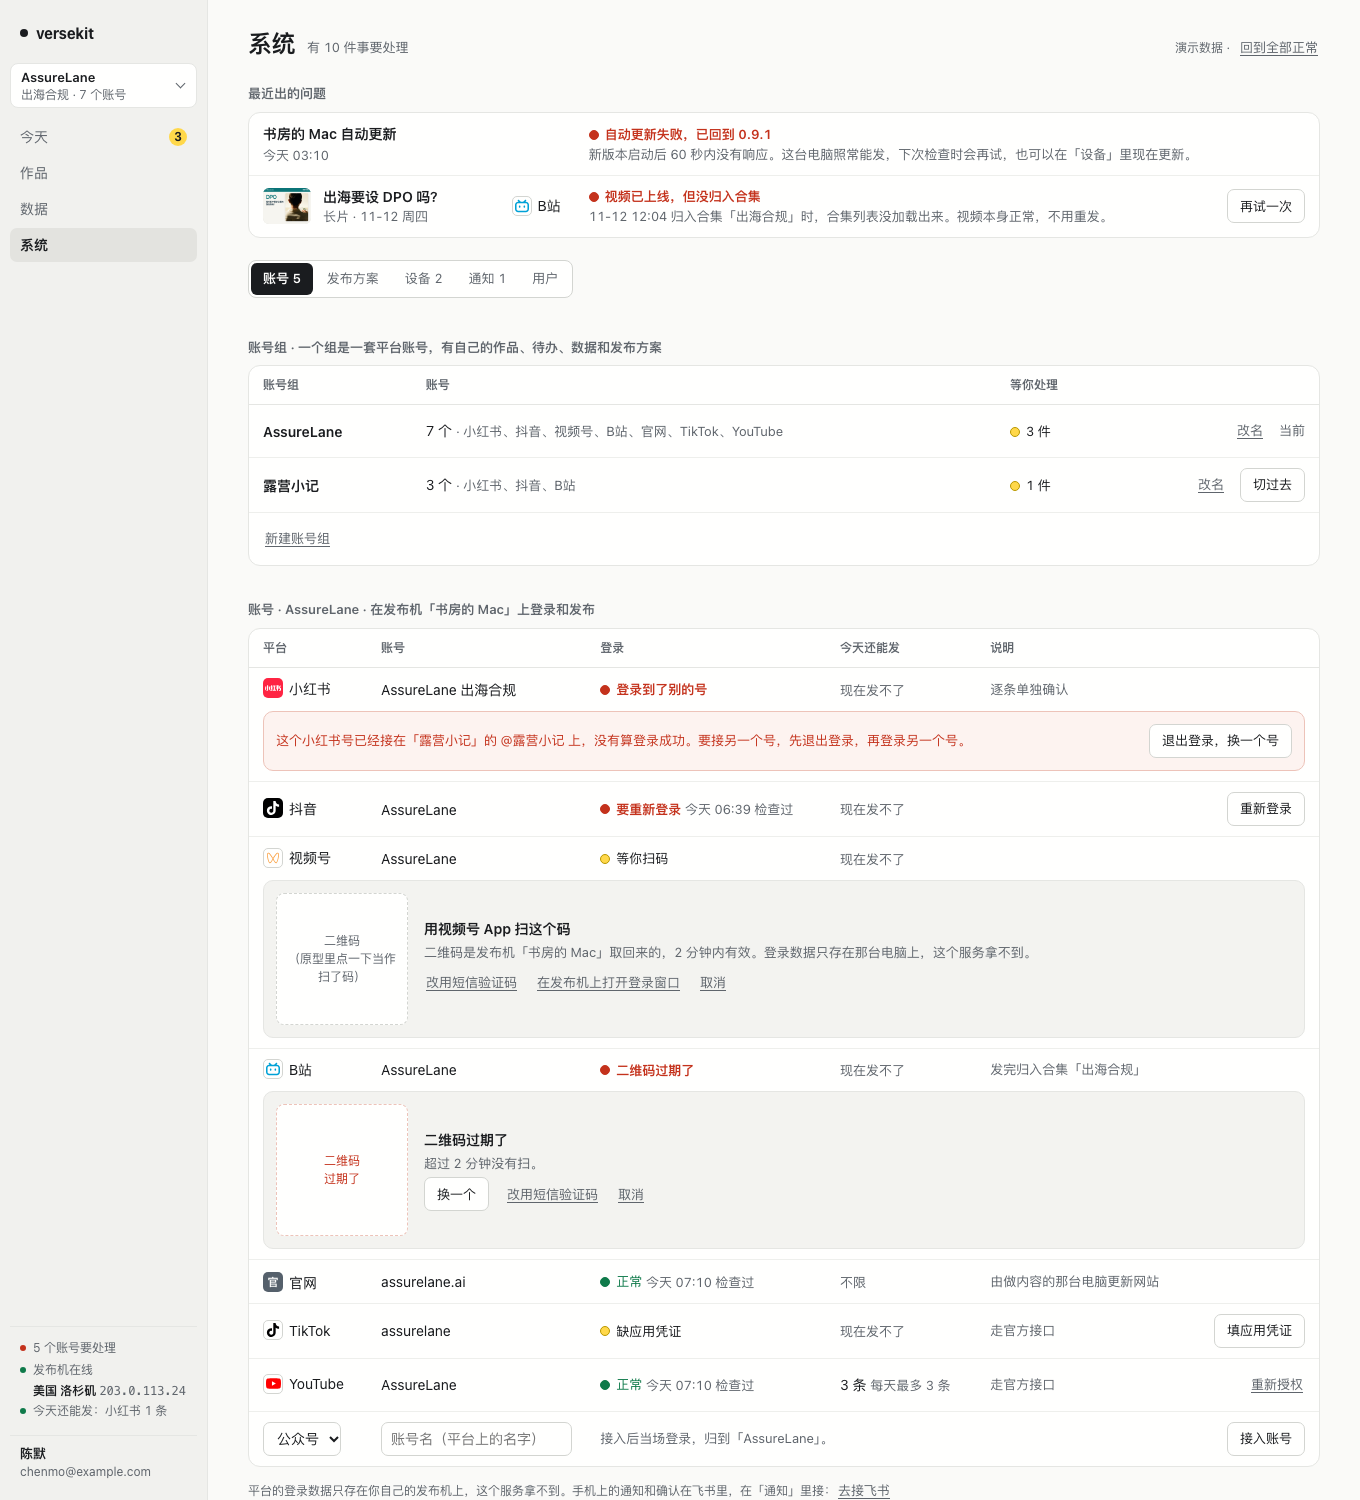 versekit
AssureLane
出海合规 · 7 个账号
今天 3
作品
数据
系统
5 个账号要处理
发布机在线
美国 洛杉矶 203.0.113.24
今天还能发：小红书 1 条
陈默
chenmo@example.com
系统 有 10 件事要处理
演示数据 · 回到全部正常
最近出的问题
书房的 Mac 自动更新
今天 03:10
自动更新失败，已回到 0.9.1
新版本启动后 60 秒内没有响应。这台电脑照常能发，下次检查时会再试，也可以在「设备」里现在更新。
DPO
出海要设 DPO 吗?
长片 · 11-12 周四
B站
视频已上线，但没归入合集
11-12 12:04 归入合集「出海合规」时，合集列表没加载出来。视频本身正常，不用重发。
再试一次
账号 5 发布方案 设备 2 通知 1 用户
账号组 · 一个组是一套平台账号，有自己的作品、待办、数据和发布方案
账号组 账号 等你处理
AssureLane 7 个 · 小红书、抖音、视频号、B站、官网、TikTok、YouTube 3 件 改名 当前
露营小记 3 个 · 小红书、抖音、B站 1 件 改名 切过去
新建账号组
账号 · AssureLane · 在发布机「书房的 Mac」上登录和发布
平台 账号 登录 今天还能发 说明
小红书 小红书 AssureLane 出海合规 登录到了别的号 现在发不了 逐条单独确认
这个小红书号已经接在「露营小记」的 @露营小记 上，没有算登录成功。要接另一个号，先退出登录，再登录另一个号。 退出登录，换一个号
抖音 AssureLane 要重新登录 今天 06:39 检查过 现在发不了 重新登录
视频号 AssureLane 等你扫码 现在发不了
二维码
（原型里点一下当作
扫了码）
用视频号 App 扫这个码
二维码是发布机「书房的 Mac」取回来的，2 分钟内有效。登录数据只存在那台电脑上，这个服务拿不到。
改用短信验证码 在发布机上打开登录窗口 取消
B站 AssureLane 二维码过期了 现在发不了 发完归入合集「出海合规」
二维码
过期了
二维码过期了
超过 2 分钟没有扫。
换一个 改用短信验证码 取消
官 官网 assurelane.ai 正常 今天 07:10 检查过 不限 由做内容的那台电脑更新网站
TikTok assurelane 缺应用凭证 现在发不了 走官方接口 填应用凭证
YouTube AssureLane 正常 今天 07:10 检查过 3 条 每天最多 3 条 走官方接口 重新授权
公众号 账号名（平台上的名字） 接入后当场登录，归到「AssureLane」。 接入账号
平台的登录数据只存在你自己的发布机上，这个服务拿不到。手机上的通知和确认在飞书里，在「通知」里接： 去接飞书